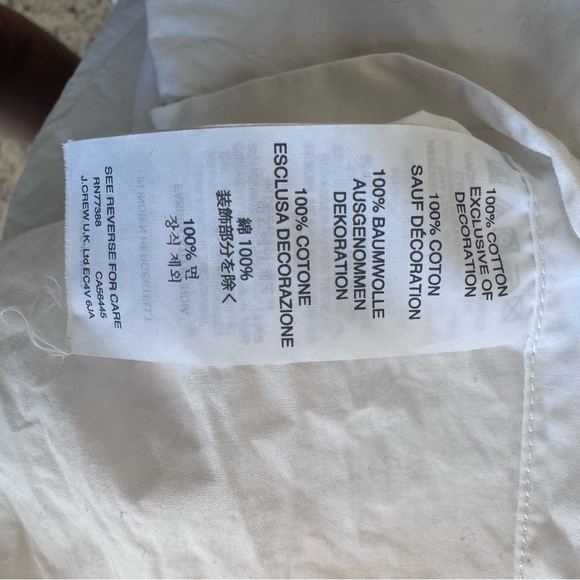 100% COTTON
EXCLUSIVE OF
DECORATION
100% COTON
SAUF DÉCORATION
100% BAUMWOLLE
AUSGENOMMEN
DEKORATION
100% COTONE
ESCLUSA DECORAZIONE
綿 100%
装飾部分を除く
100% 면
장식 제외
SEE REVERSE FOR CARE
RN77388 CA56445
J.CREW U.K. Ltd EC4V 6JA